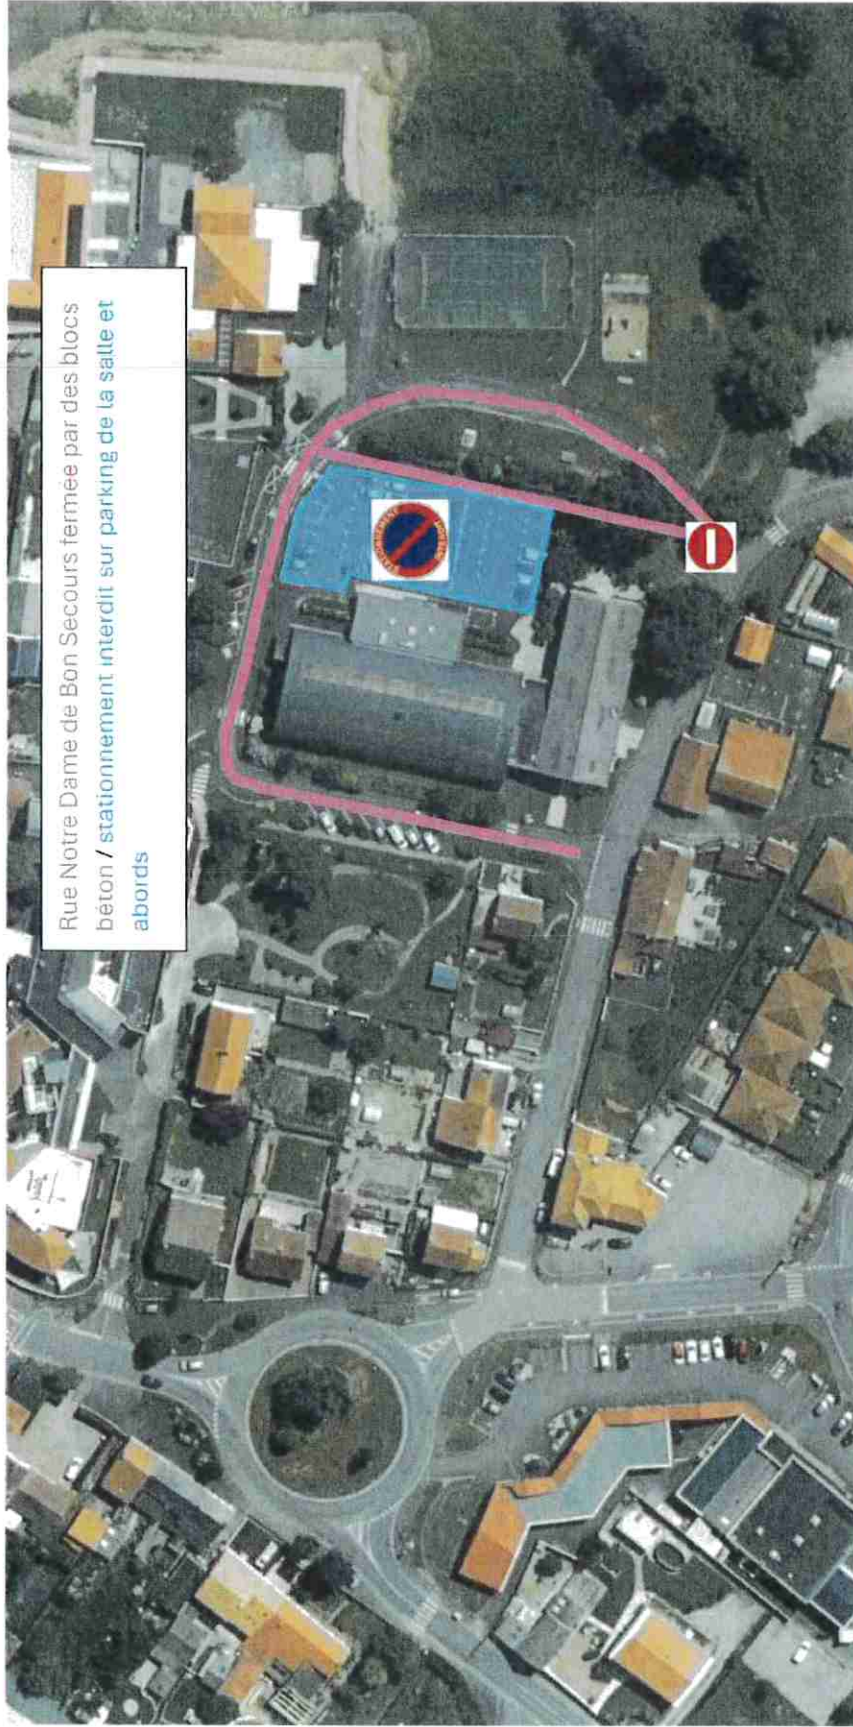 Rue Notre Dame de Bon Secours fermée par des blocs
béton / stationnement interdit sur parking de la salle et
abords
STATIONNEMENT